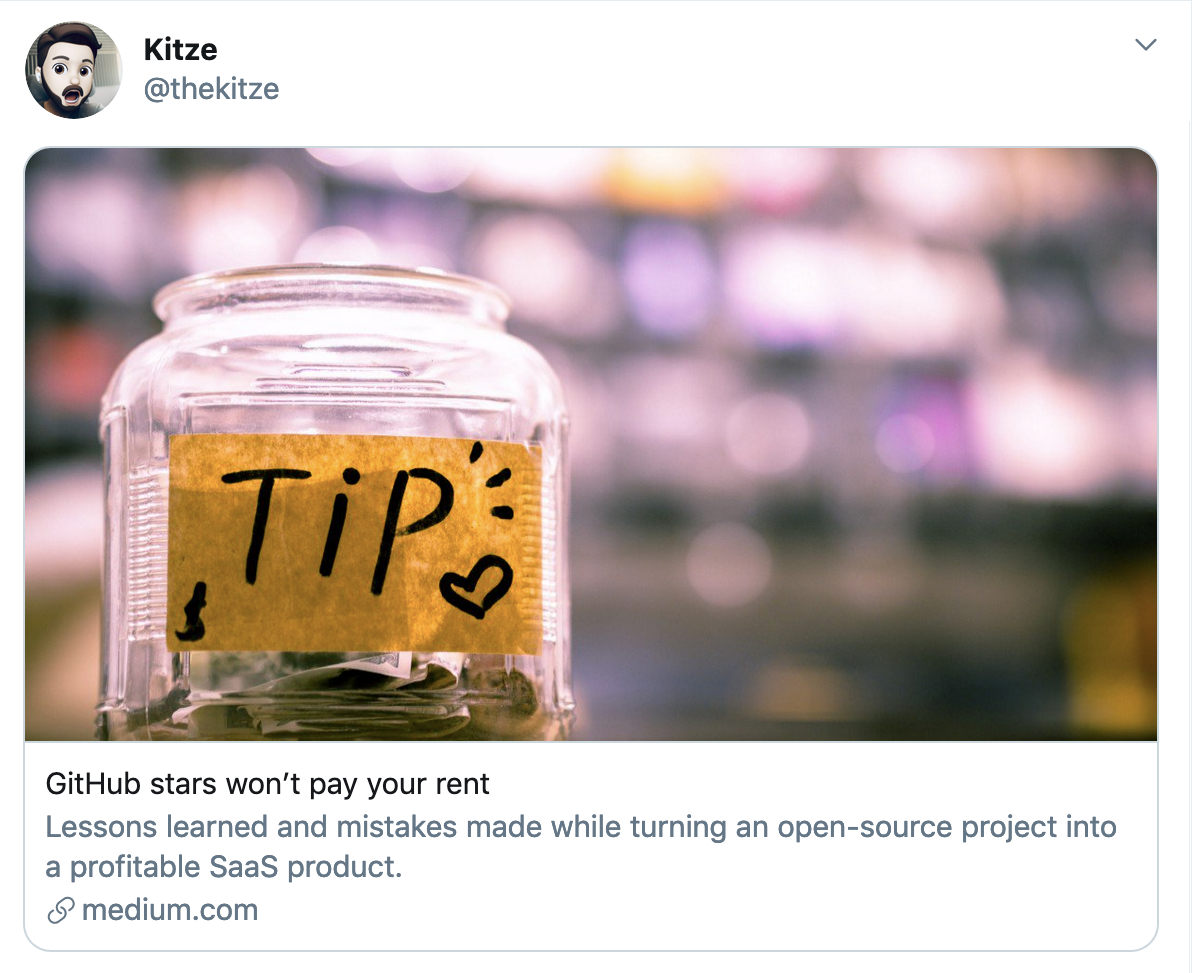 Kitze
@thekitze
TiP
$
GitHub stars won’t pay your rent
Lessons learned and mistakes made while turning an open-source project into
a profitable SaaS product.
medium.com